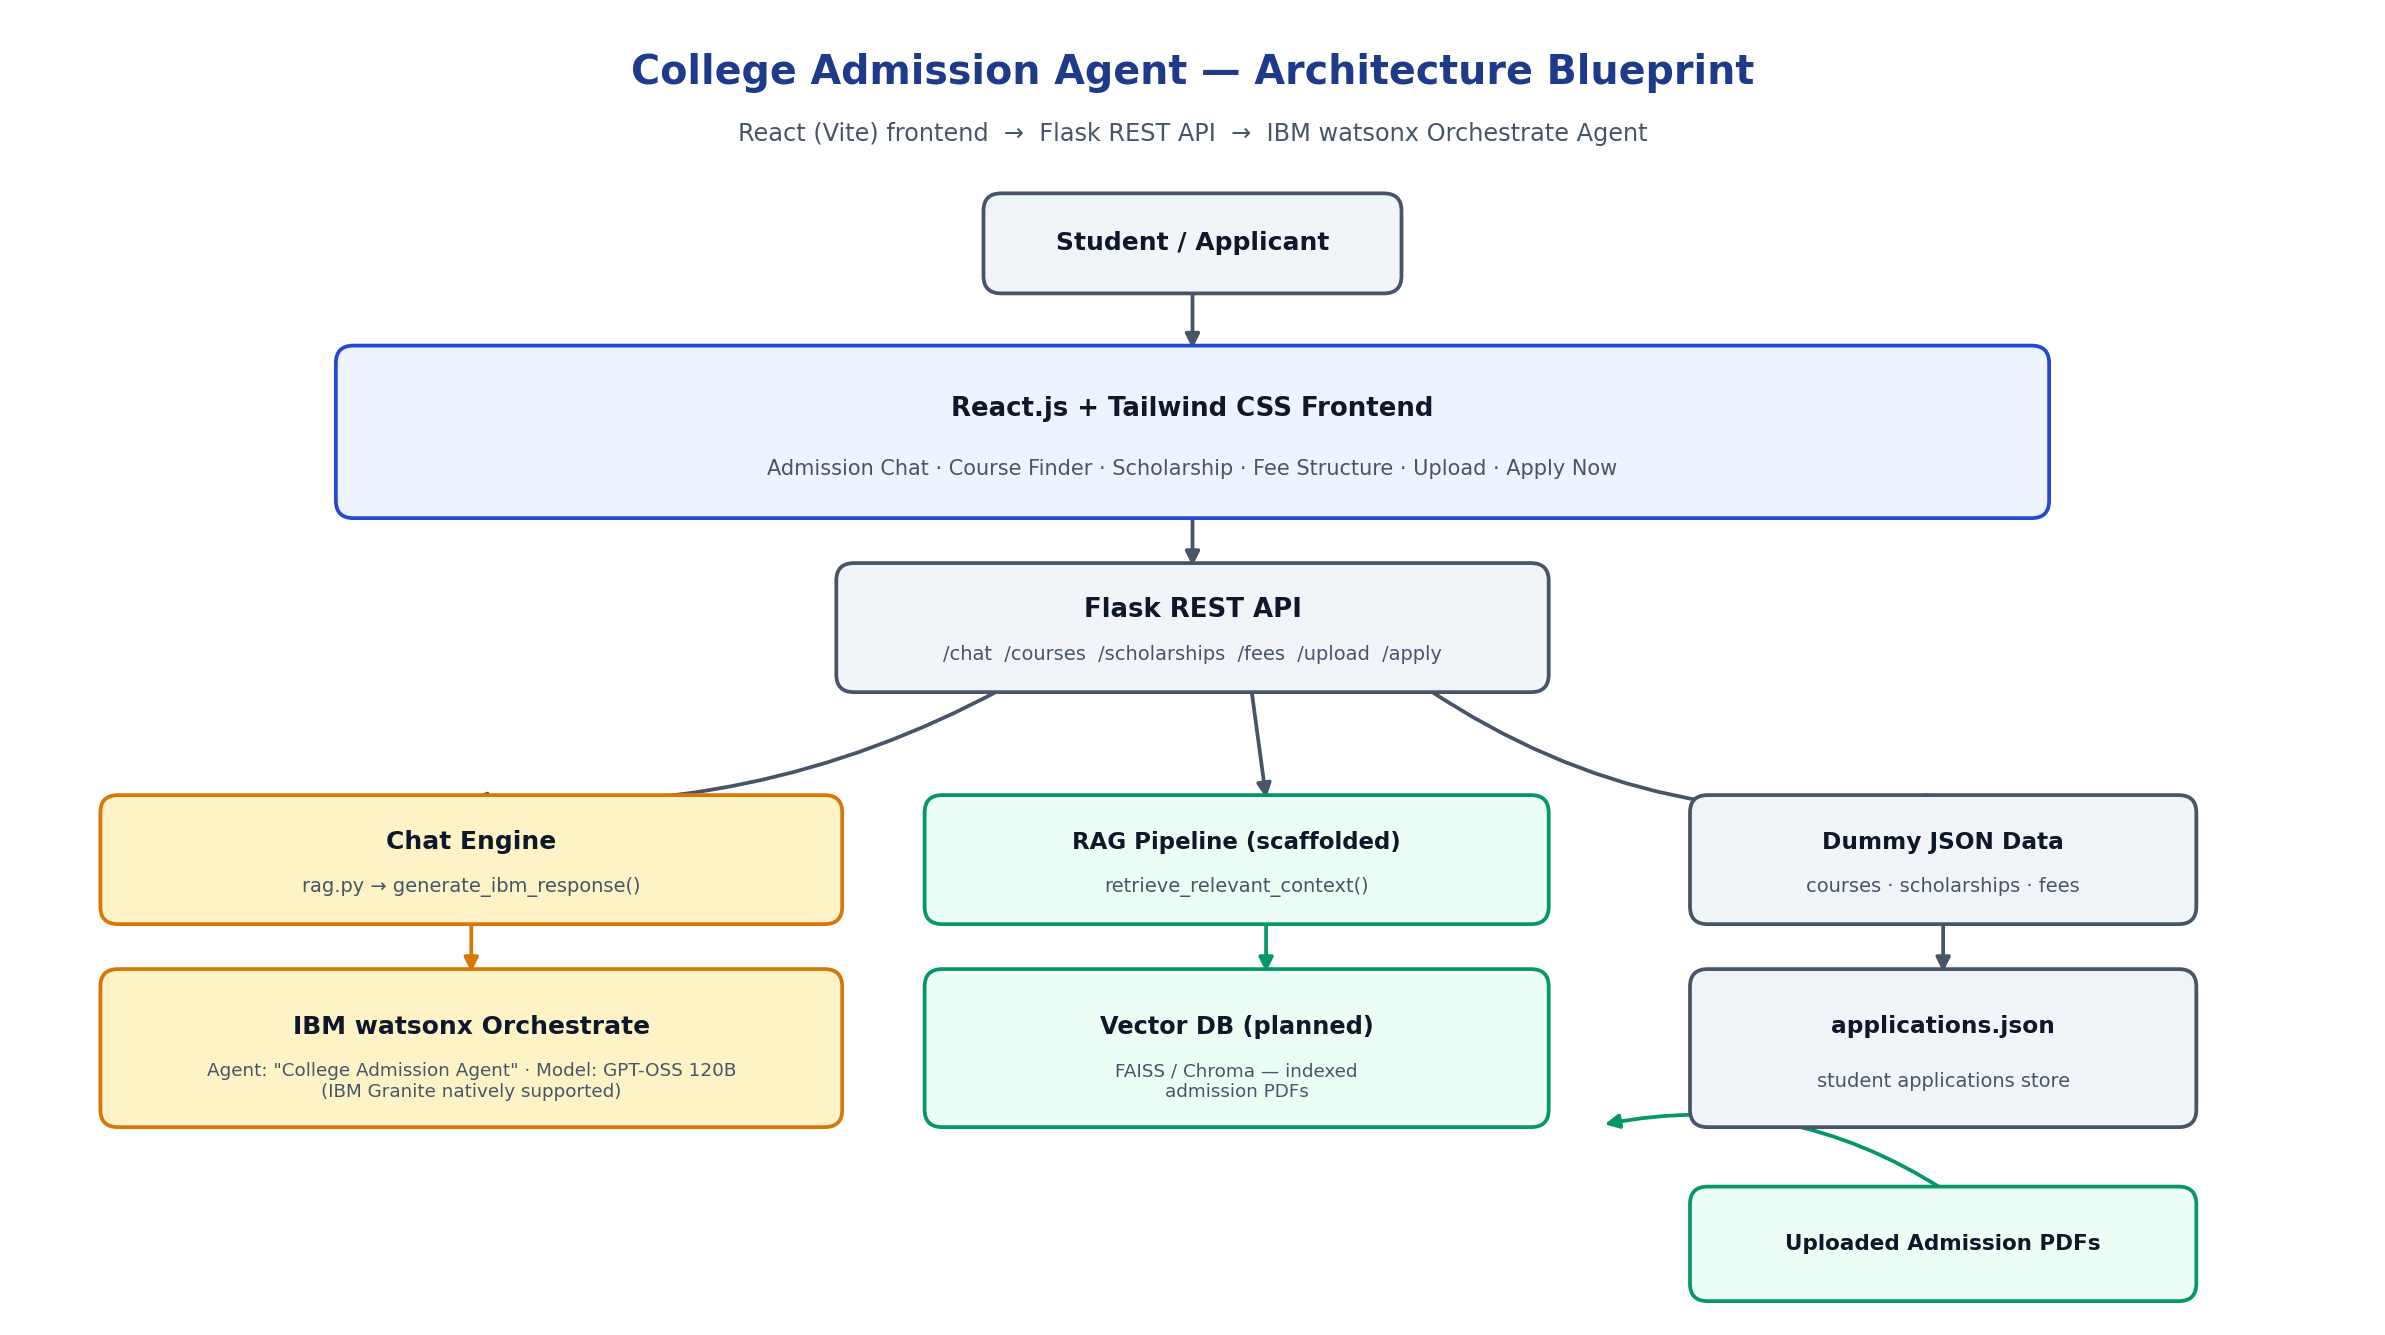 College Admission Agent — Architecture Blueprint
React (Vite) frontend → Flask REST API → IBM watsonx Orchestrate Agent
Student / Applicant
React.js + Tailwind CSS Frontend
Admission Chat · Course Finder · Scholarship · Fee Structure · Upload · Apply Now
Flask REST API
/chat /courses /scholarships /fees /upload /apply
Chat Engine
rag.py → generate_ibm_response()
RAG Pipeline (scaffolded)
retrieve_relevant_context()
Dummy JSON Data
courses · scholarships · fees
IBM watsonx Orchestrate
Agent: "College Admission Agent" · Model: GPT-OSS 120B
(IBM Granite natively supported)
Vector DB (planned)
FAISS / Chroma — indexed
admission PDFs
applications.json
student applications store
Uploaded Admission PDFs